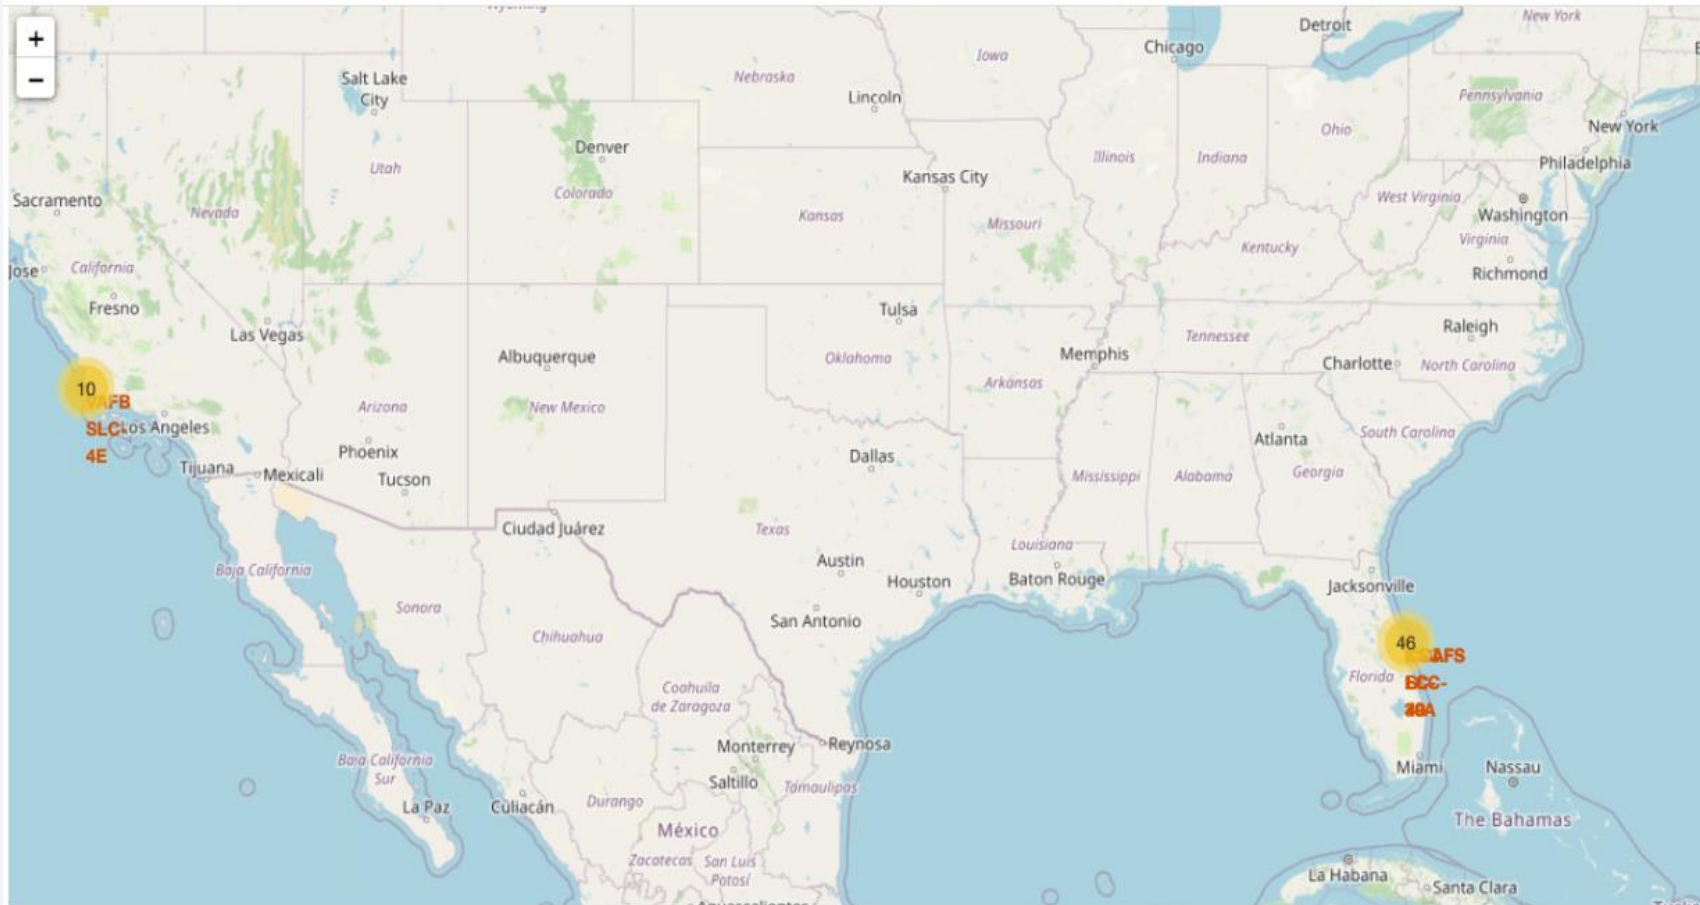 +
−
Wyoming
Detroit
New York
Chicago
Iowa
Salt Lake
City
Nebraska
Lincoln
Pennsylvania
New York
Ohio
Denver
Illinois
Indiana
Philadelphia
Utah
Kansas City
Colorado
West Virginia
Sacramento
Nevada
Kansas
Missouri
Washington
Virginia
Kentucky
Jose
California
Richmond
Fresno
Tulsa
Las Vegas
Raleigh
Tennessee
Albuquerque
Oklahoma
Memphis
Charlotte
North Carolina
10
Arkansas
VAFB
Arizona
New Mexico
SLC-
Los Angeles
4E
South Carolina
Atlanta
Phoenix
Dallas
Tijuana
Mexicali
Tucson
Mississippi
Alabama
Georgia
Ciudad Juárez
Texas
Louisiana
Austin
Baja California
Houston
Baton Rouge
Jacksonville
Sonora
San Antonio
Chihuahua
46
Florida
Coahuila
de Zaragoza
Monterrey
Reynosa
Baja California
Sur
Saltillo
Tamaulipas
Miami
Nassau
La Paz
Culiacán
Durango
The Bahamas
México
Zacatecas
San Luis
Potosí
La Habana
Santa Clara
Aguascalientes